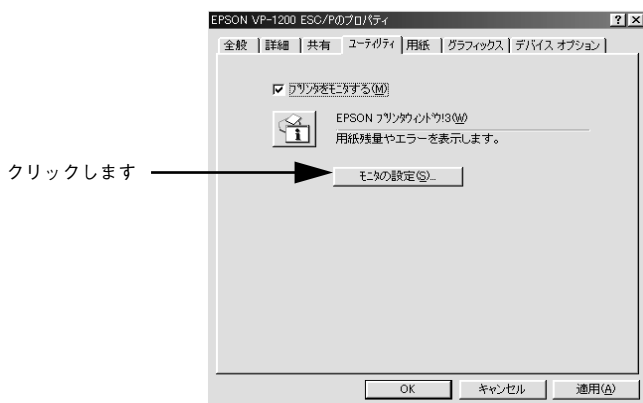 EPSON VP-1200 ESC/Pのプロパティ
全般 詳細 共有 ユーティリティ 用紙 グラフィックス デバイス オプション
プリンタをモニタする(M)
EPSON プリンタウィンドウ!3(W)
用紙残量やエラーを表示します。
クリックします
モニタの設定(S)...
OK キャンセル 適用(A)